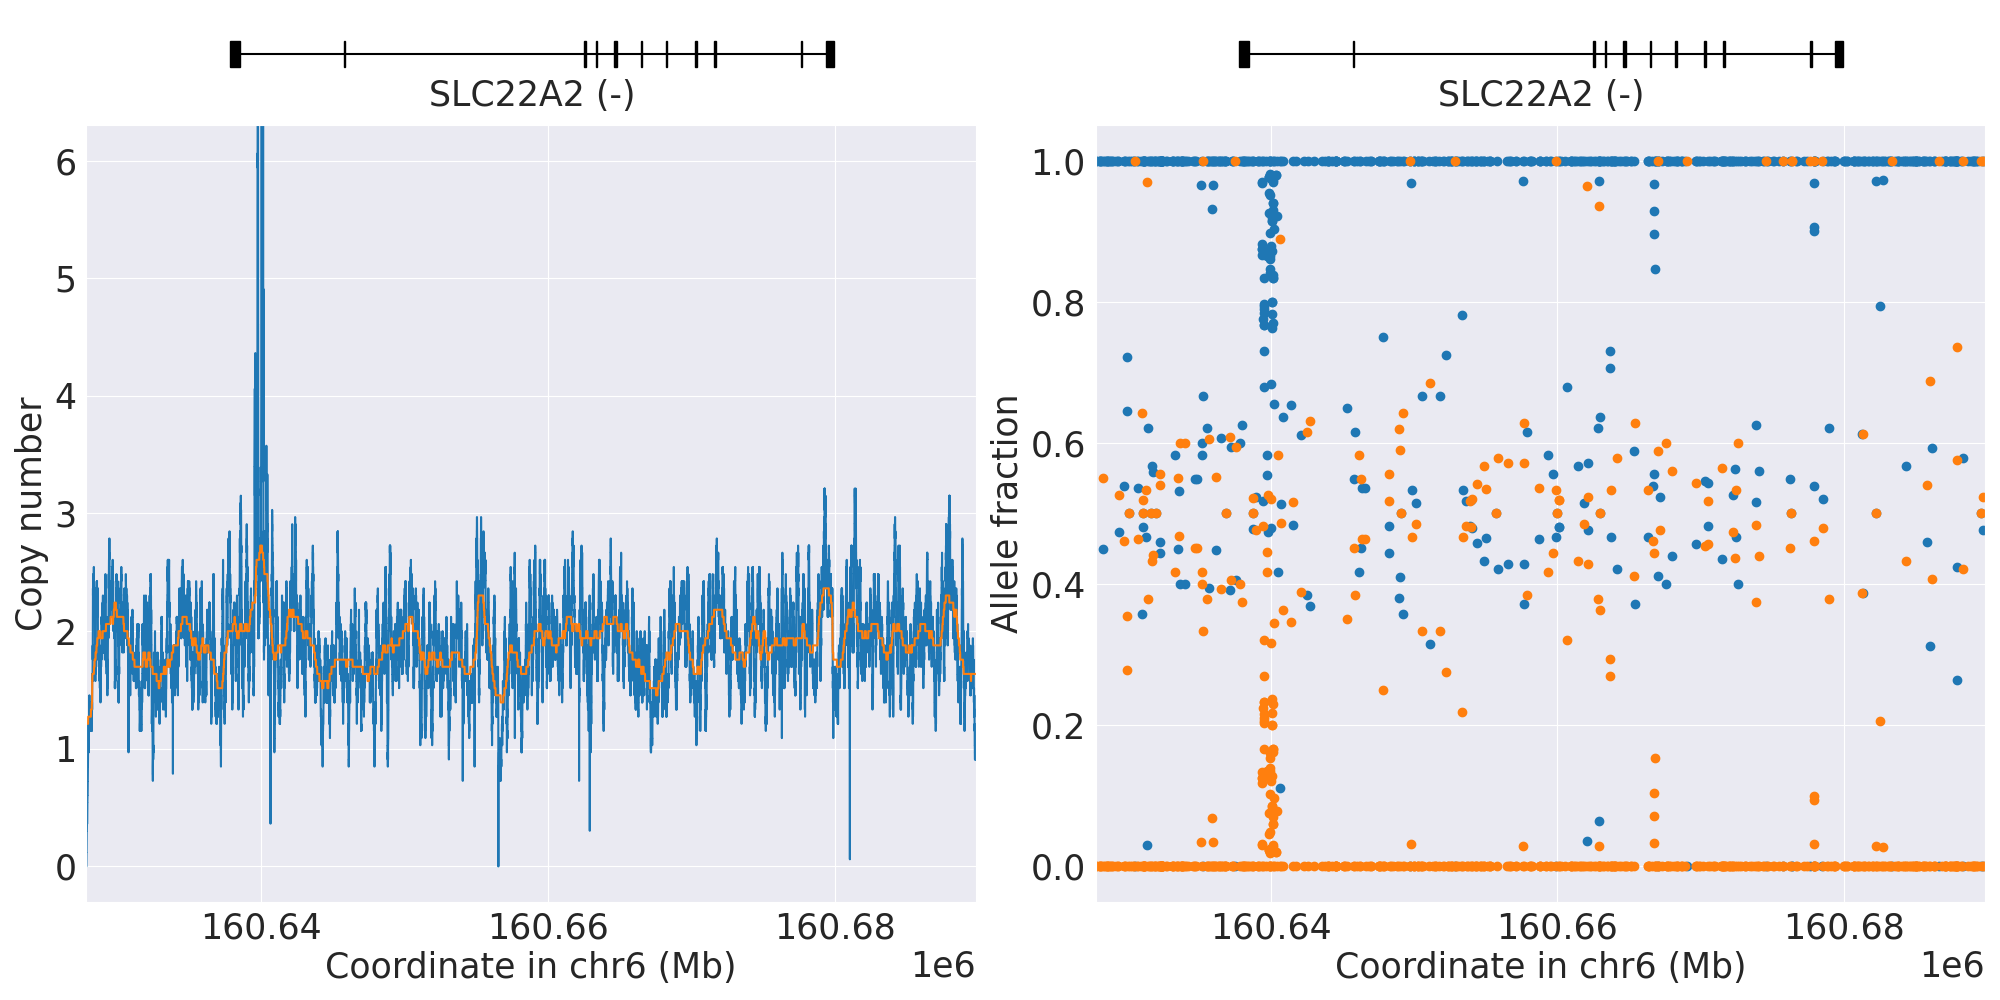 SLC22A2 (-)
6
5
4
3
2
1
0
Copy number
160.64
160.66
160.68
Coordinate in chr6 (Mb)
1e6
SLC22A2 (-)
1.0
0.8
0.6
0.4
0.2
0.0
Allele fraction
160.64
160.66
160.68
Coordinate in chr6 (Mb)
1e6